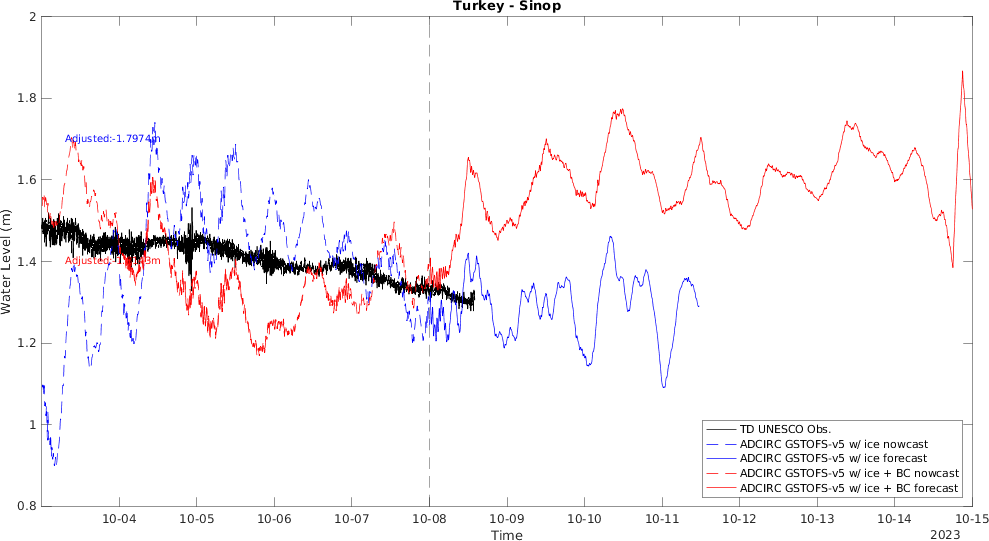 Turkey - Sinop
Water Level (m)
2
1.8
1.6
1.4
1.2
1
0.8
Adjusted:-1.7974m
10-04
10-05
10-06
10-07
10-08
10-09
10-10
10-11
10-12
10-13
10-14
10-15
Time
2023
TD UNESCO Obs.
ADCIRC GSTOFS-v5 w/ ice nowcast
ADCIRC GSTOFS-v5 w/ ice forecast
ADCIRC GSTOFS-v5 w/ ice + BC nowcast
ADCIRC GSTOFS-v5 w/ ice + BC forecast